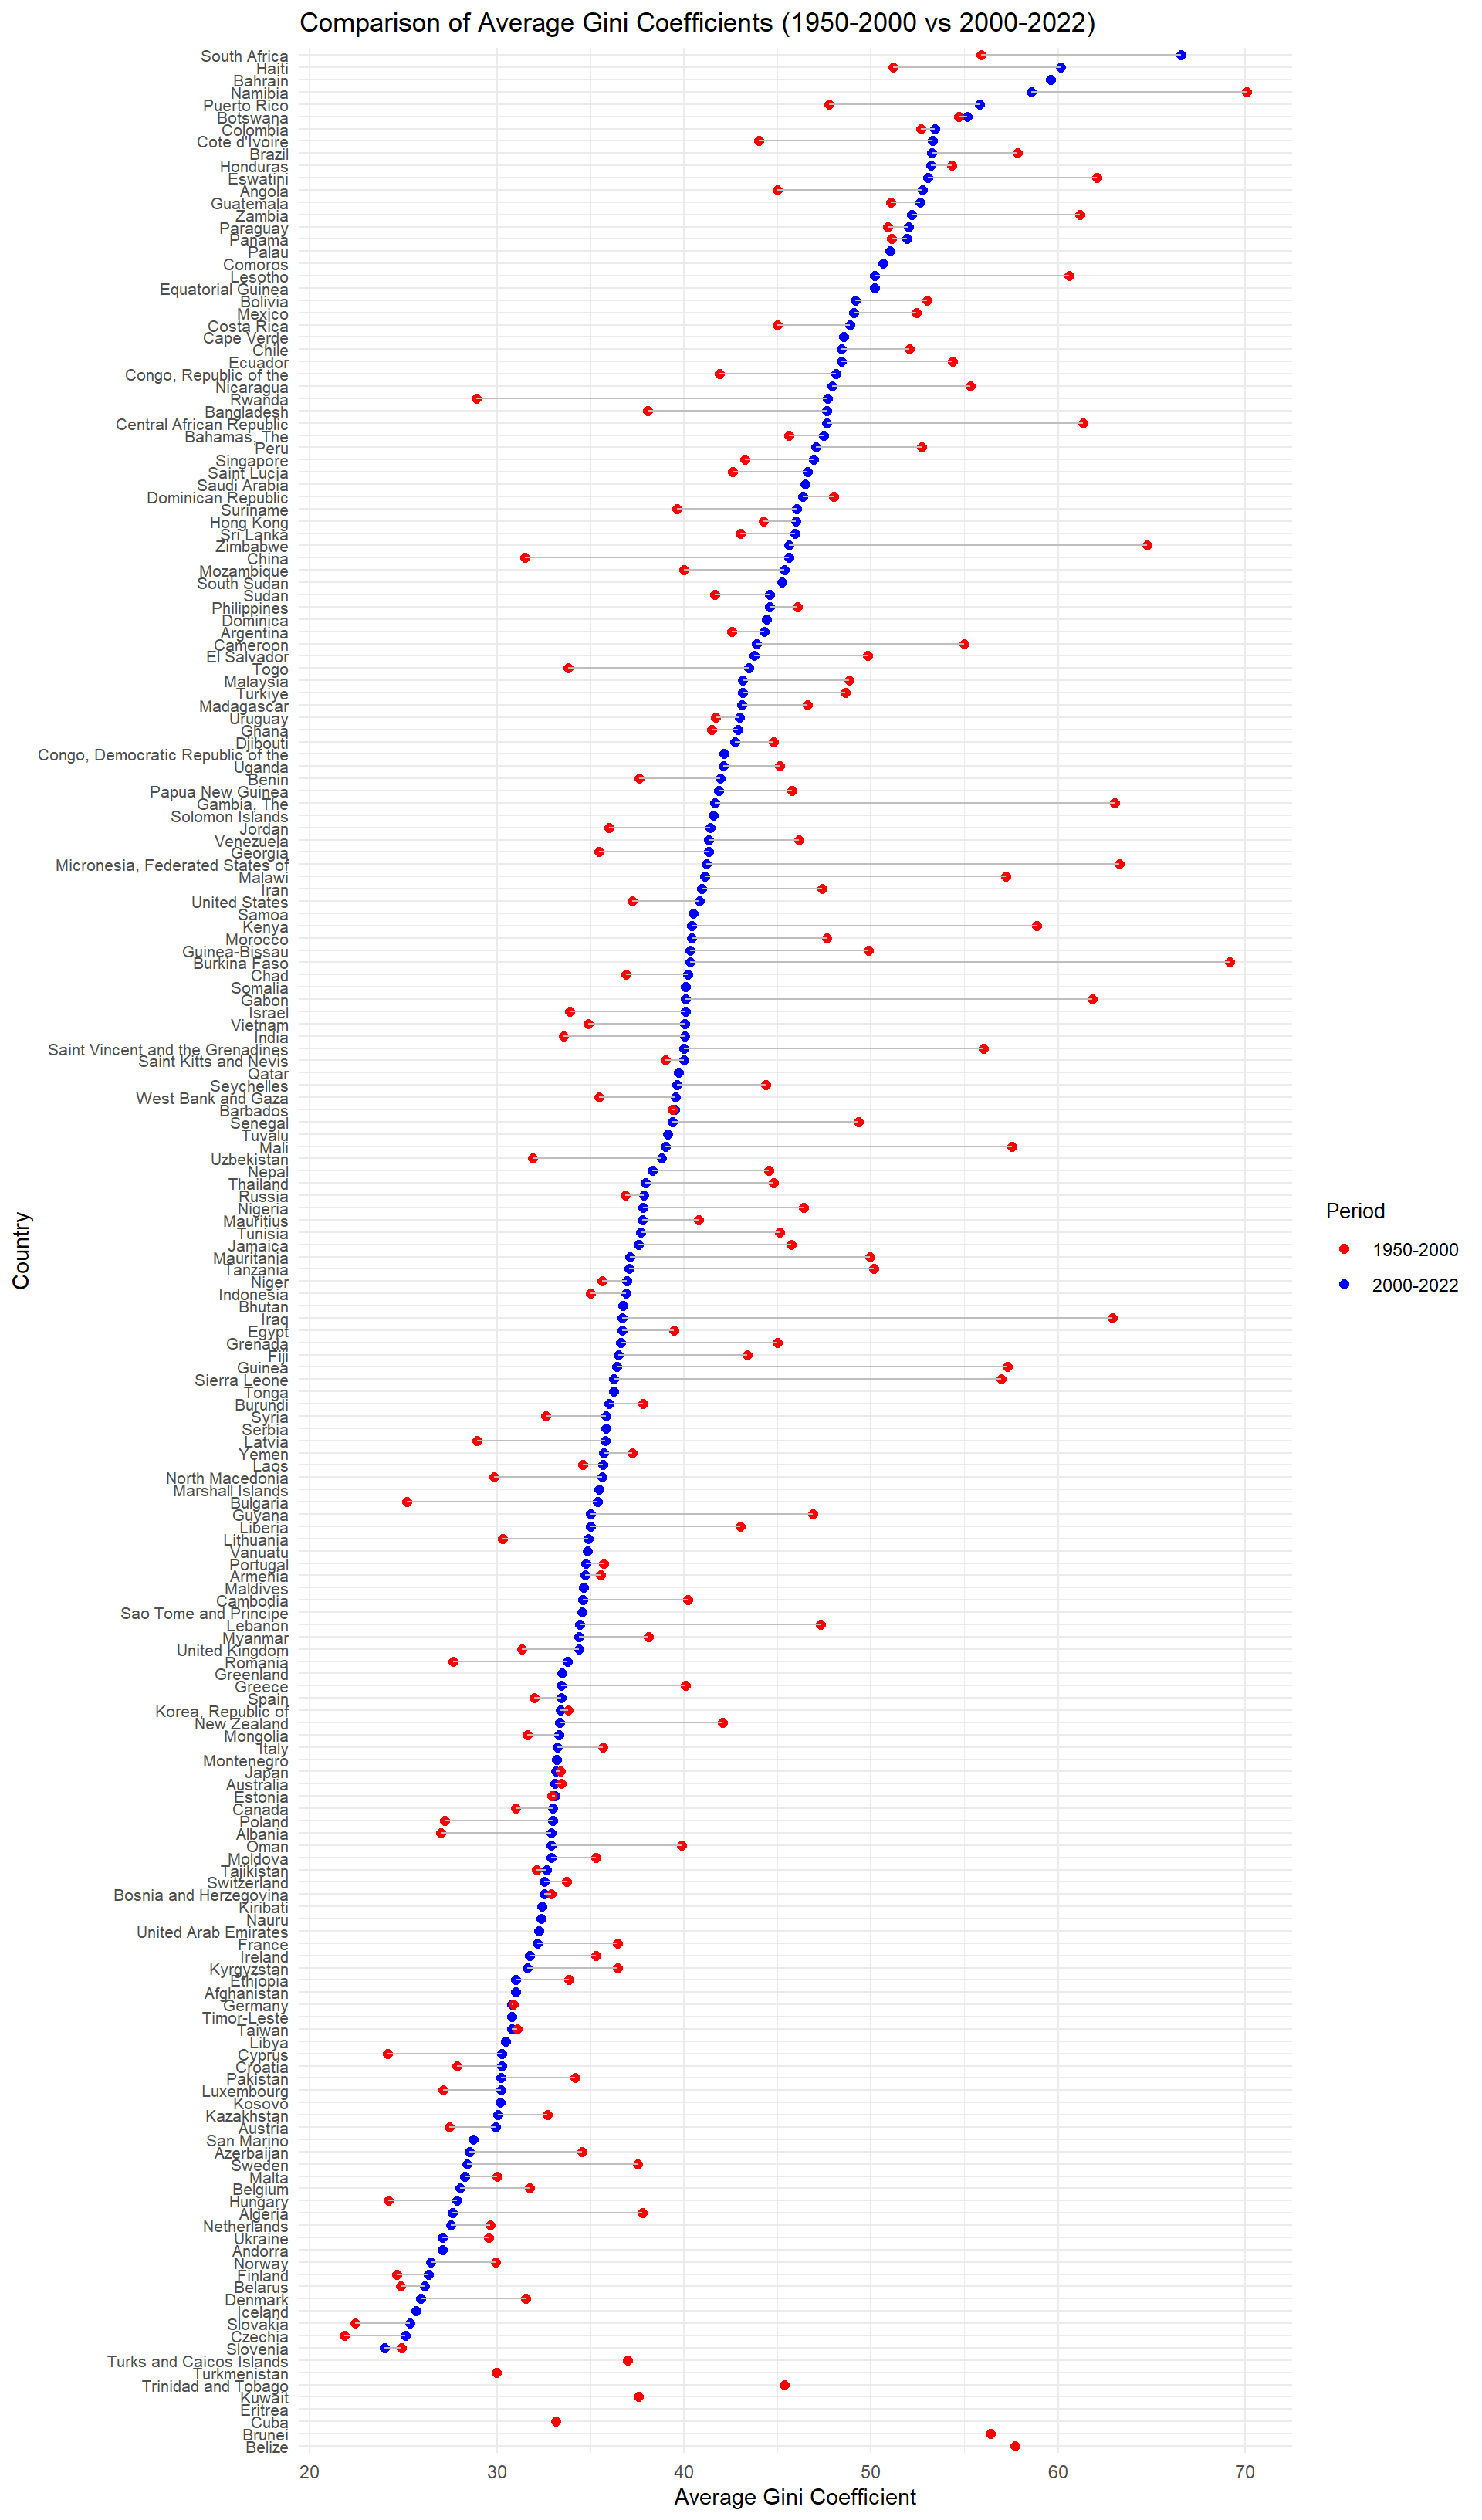 Comparison of Average Gini Coefficients (1950-2000 vs 2000-2022)
South Africa
Haiti
Bahrain
Namibia
Puerto Rico
Botswana
Colombia
Cote d'Ivoire
Brazil
Honduras
Eswatini
Angola
Guatemala
Zambia
Paraguay
Panama
Palau
Comoros
Lesotho
Equatorial Guinea
Bolivia
Mexico
Costa Rica
Cape Verde
Chile
Ecuador
Congo, Republic of the
Nicaragua
Rwanda
Bangladesh
Central African Republic
Bahamas, The
Peru
Singapore
Saint Lucia
Saudi Arabia
Dominican Republic
Suriname
Hong Kong
Sri Lanka
Zimbabwe
China
Mozambique
South Sudan
Sudan
Philippines
Dominica
Argentina
Cameroon
El Salvador
Togo
Malaysia
Turkiye
Madagascar
Uruguay
Ghana
Djibouti
Congo, Democratic Republic of the
Uganda
Benin
Papua New Guinea
Gambia, The
Solomon Islands
Jordan
Venezuela
Georgia
Micronesia, Federated States of
Malawi
Iran
United States
Samoa
Kenya
Morocco
Guinea-Bissau
Burkina Faso
Chad
Somalia
Gabon
Israel
Vietnam
India
Saint Vincent and the Grenadines
Saint Kitts and Nevis
Qatar
Seychelles
West Bank and Gaza
Barbados
Senegal
Tuvalu
Mali
Uzbekistan
Nepal
Thailand
Russia
Nigeria
Mauritius
Tunisia
Jamaica
Mauritania
Tanzania
Niger
Indonesia
Bhutan
Iraq
Egypt
Grenada
Fiji
Guinea
Sierra Leone
Tonga
Burundi
Syria
Serbia
Latvia
Yemen
Laos
North Macedonia
Marshall Islands
Bulgaria
Guyana
Liberia
Lithuania
Vanuatu
Portugal
Armenia
Maldives
Cambodia
Sao Tome and Principe
Lebanon
Myanmar
United Kingdom
Romania
Greenland
Greece
Spain
Korea, Republic of
New Zealand
Mongolia
Italy
Montenegro
Japan
Australia
Estonia
Canada
Poland
Albania
Oman
Moldova
Tajikistan
Switzerland
Bosnia and Herzegovina
Kiribati
Nauru
United Arab Emirates
France
Ireland
Kyrgyzstan
Ethiopia
Afghanistan
Germany
Timor-Leste
Taiwan
Libya
Cyprus
Croatia
Pakistan
Luxembourg
Kosovo
Kazakhstan
Austria
San Marino
Azerbaijan
Sweden
Malta
Belgium
Hungary
Algeria
Netherlands
Ukraine
Andorra
Norway
Finland
Belarus
Denmark
Iceland
Slovakia
Czechia
Slovenia
Turks and Caicos Islands
Turkmenistan
Trinidad and Tobago
Kuwait
Eritrea
Cuba
Brunei
Belize
Country
20 30 40 50 60 70
Average Gini Coefficient
Period
1950-2000
2000-2022